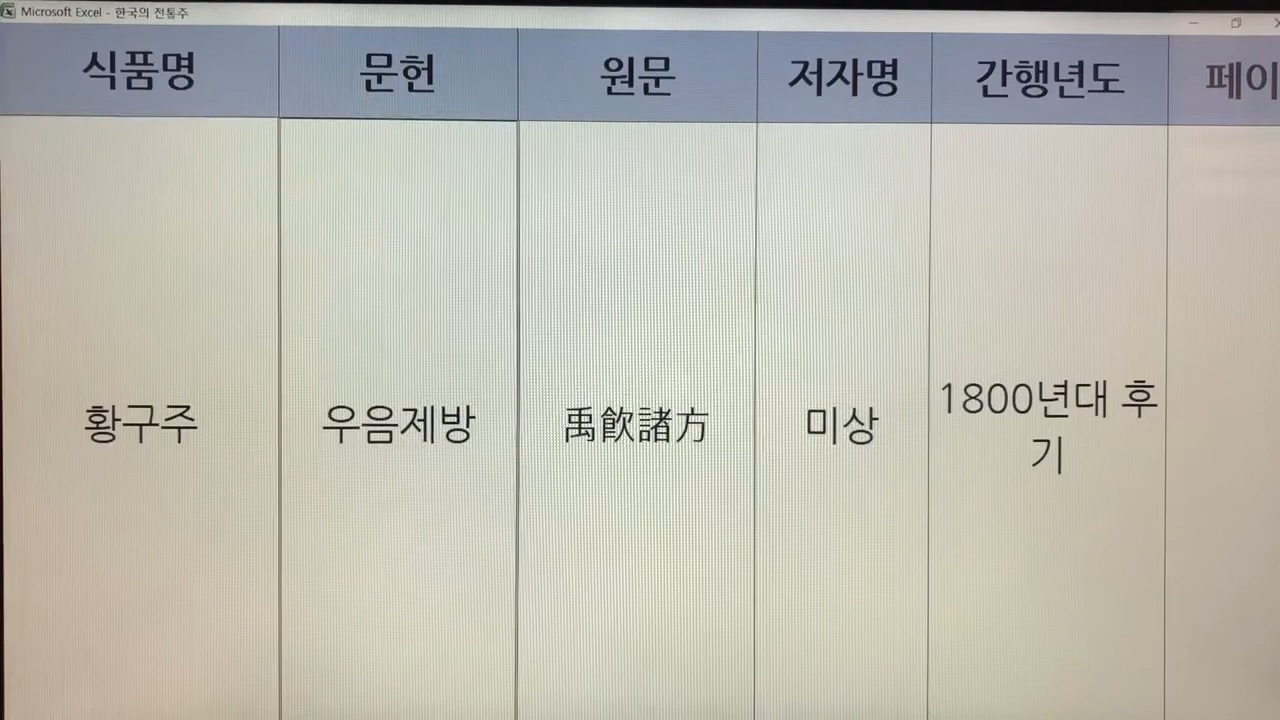 Microsoft Excel - 한국의 전통주
식품명 문헌 원문 저자명 간행년도 페이
황구주 우음제방 禹飮諸方 미상 1800년대 후
기